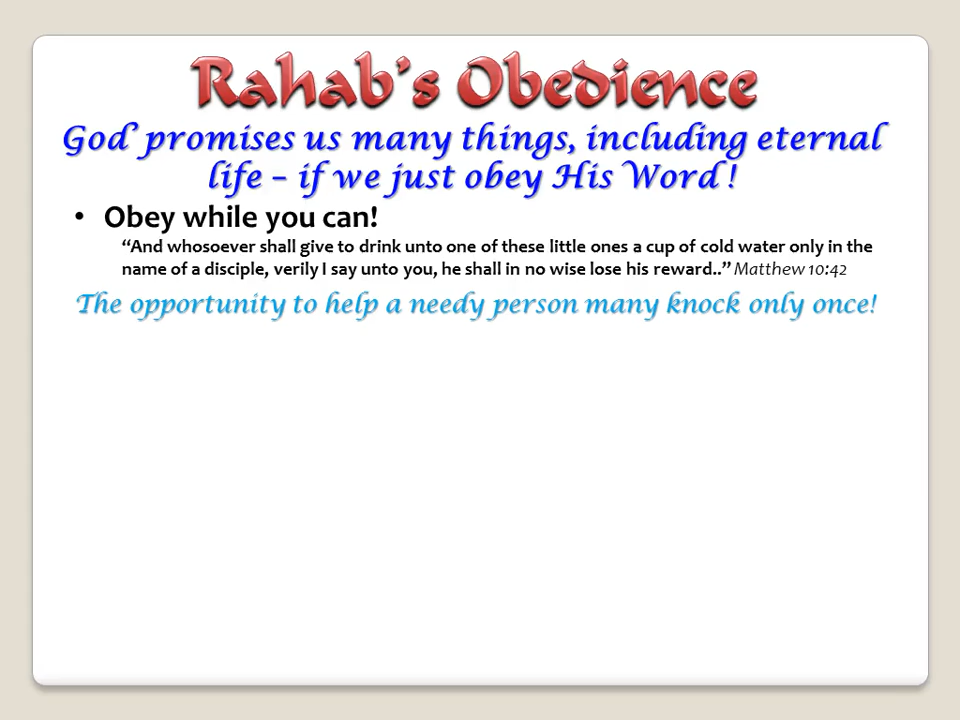 Rahab’s Obedience
God promises us many things, including eternal
life – if we just obey His Word !
• Obey while you can!
“And whosoever shall give to drink unto one of these little ones a cup of cold water only in the
name of a disciple, verily I say unto you, he shall in no wise lose his reward..” Matthew 10:42
The opportunity to help a needy person many knock only once!